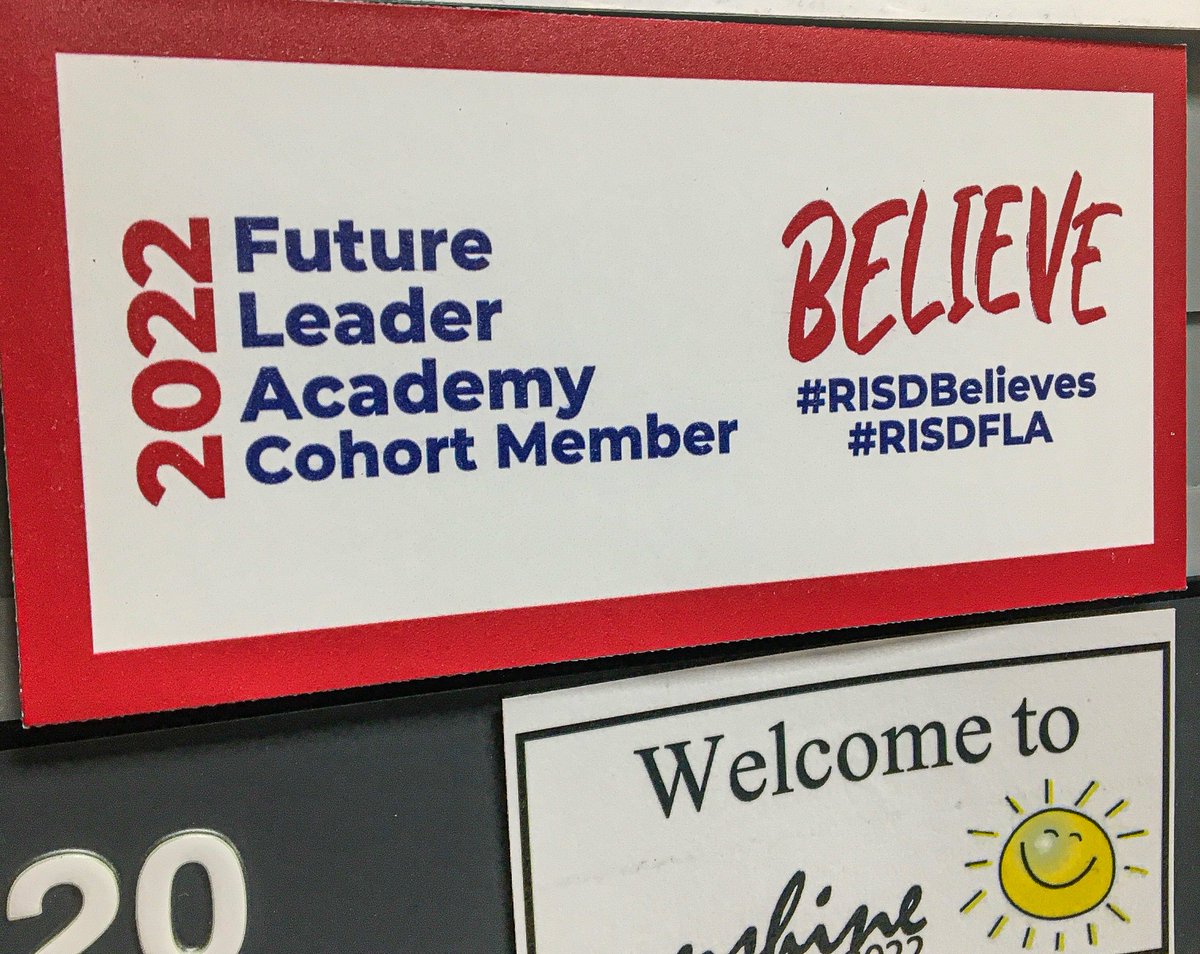 2022
Future
Leader
Academy
Cohort Member
BELIEVE
#RISDBelieves
#RISDFLA
Welcome to
20